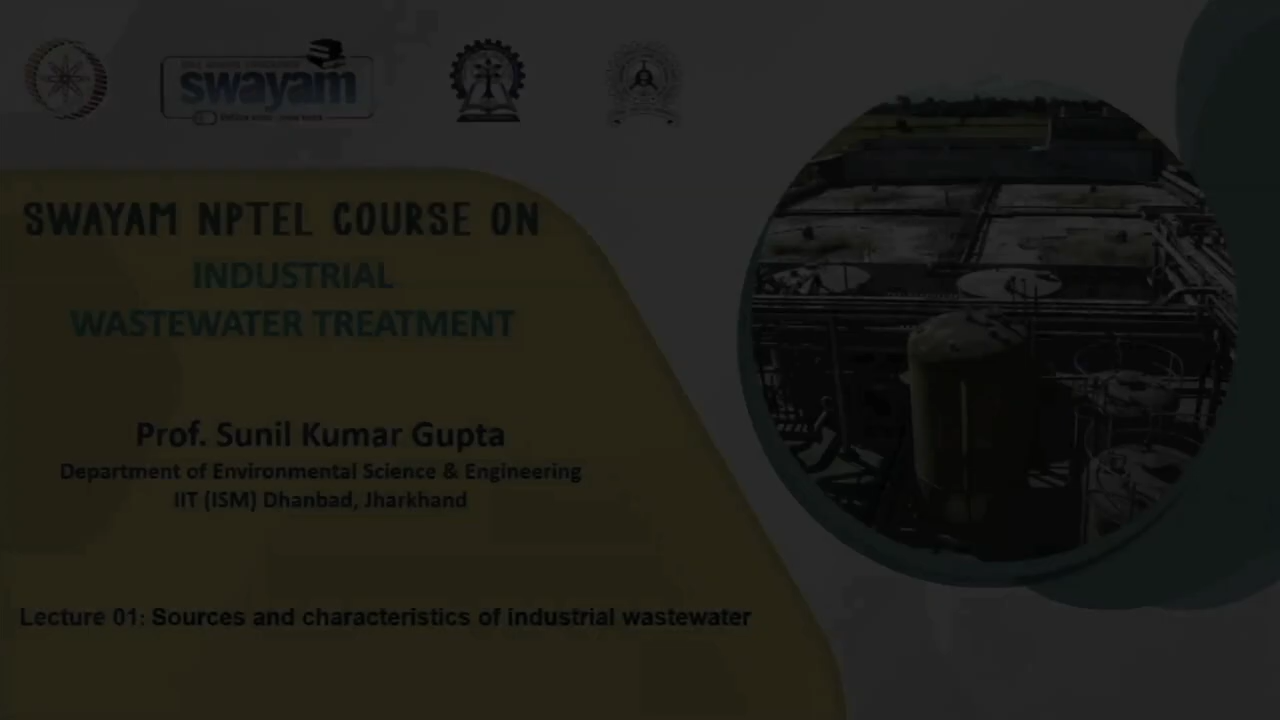 swayam
SWAYAM NPTEL COURSE ON
INDUSTRIAL
WASTEWATER TREATMENT
Prof. Sunil Kumar Gupta
Department of Environmental Science & Engineering
IIT (ISM) Dhanbad, Jharkhand
Lecture 01: Sources and characteristics of industrial wastewater